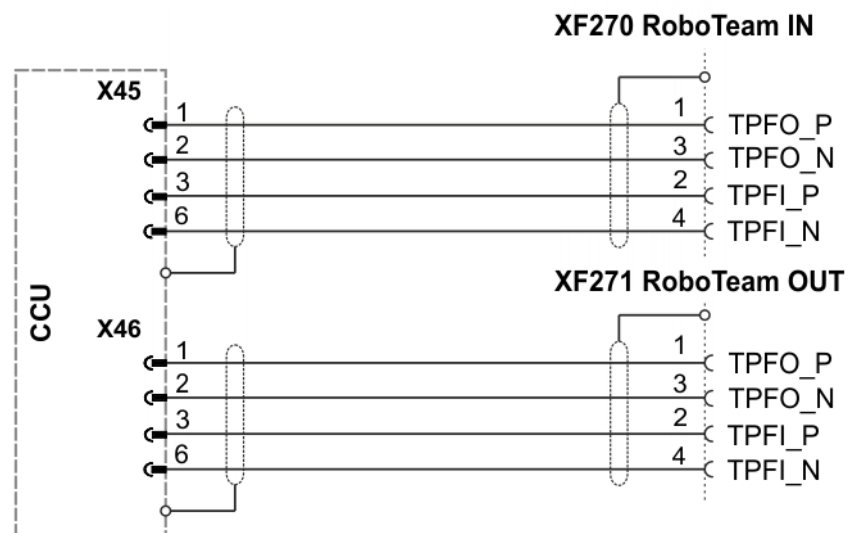 XF270 RoboTeam IN
X45
1 1 TPFO_P
2 3 TPFO_N
3 2 TPFI_P
6 4 TPFI_N
XF271 RoboTeam OUT
CCU
X46
1 1 TPFO_P
2 3 TPFO_N
3 2 TPFI_P
6 4 TPFI_N